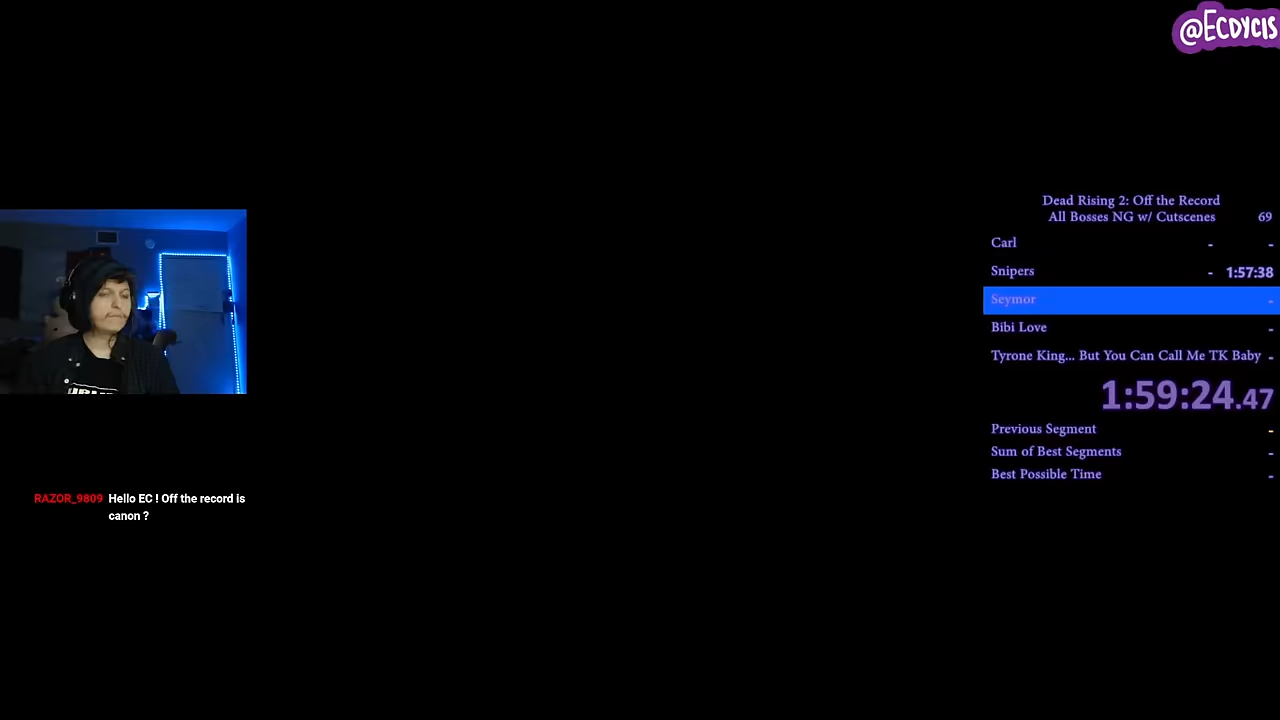 @ECDYCIS
Dead Rising 2: Off the Record
All Bosses NG w/ Cutscenes 69
Carl - -
Snipers - 1:57:38
Seymor -
Bibi Love -
Tyrone King... But You Can Call Me TK Baby -
1:59:24.47
Previous Segment -
Sum of Best Segments -
Best Possible Time -
RAZOR_9809 Hello EC ! Off the record is
canon ?